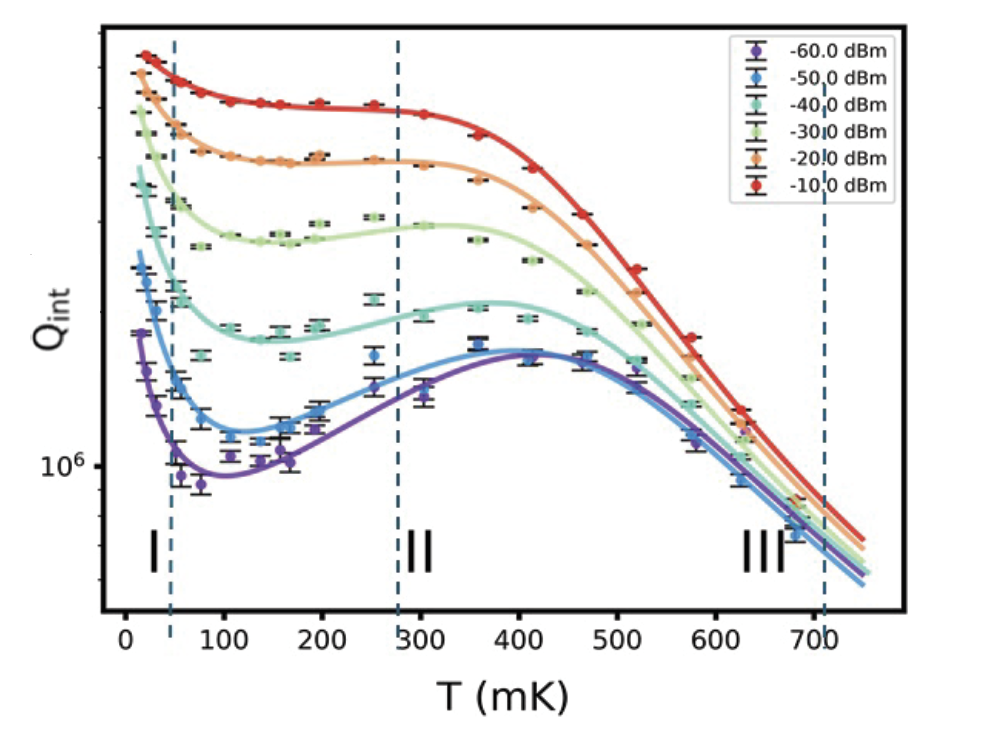 -60.0 dBm
-50.0 dBm
-40.0 dBm
-30.0 dBm
-20.0 dBm
-10.0 dBm
Qint
10⁶
I II III
0 100 200 300 400 500 600 700
T (mK)